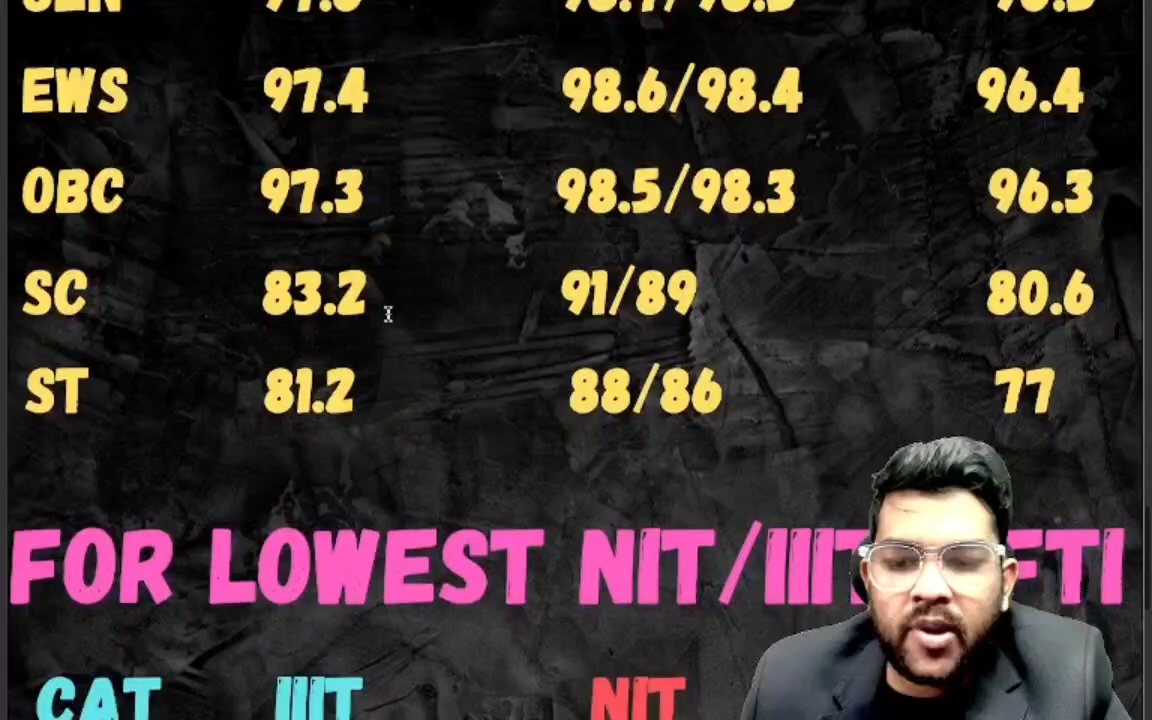 EWS 97.4 98.6/98.4 96.4
OBC 97.3 98.5/98.3 96.3
SC 83.2 91/89 80.6
ST 81.2 88/86 77
FOR LOWEST NIT/IIIT
CAT IIIT NIT